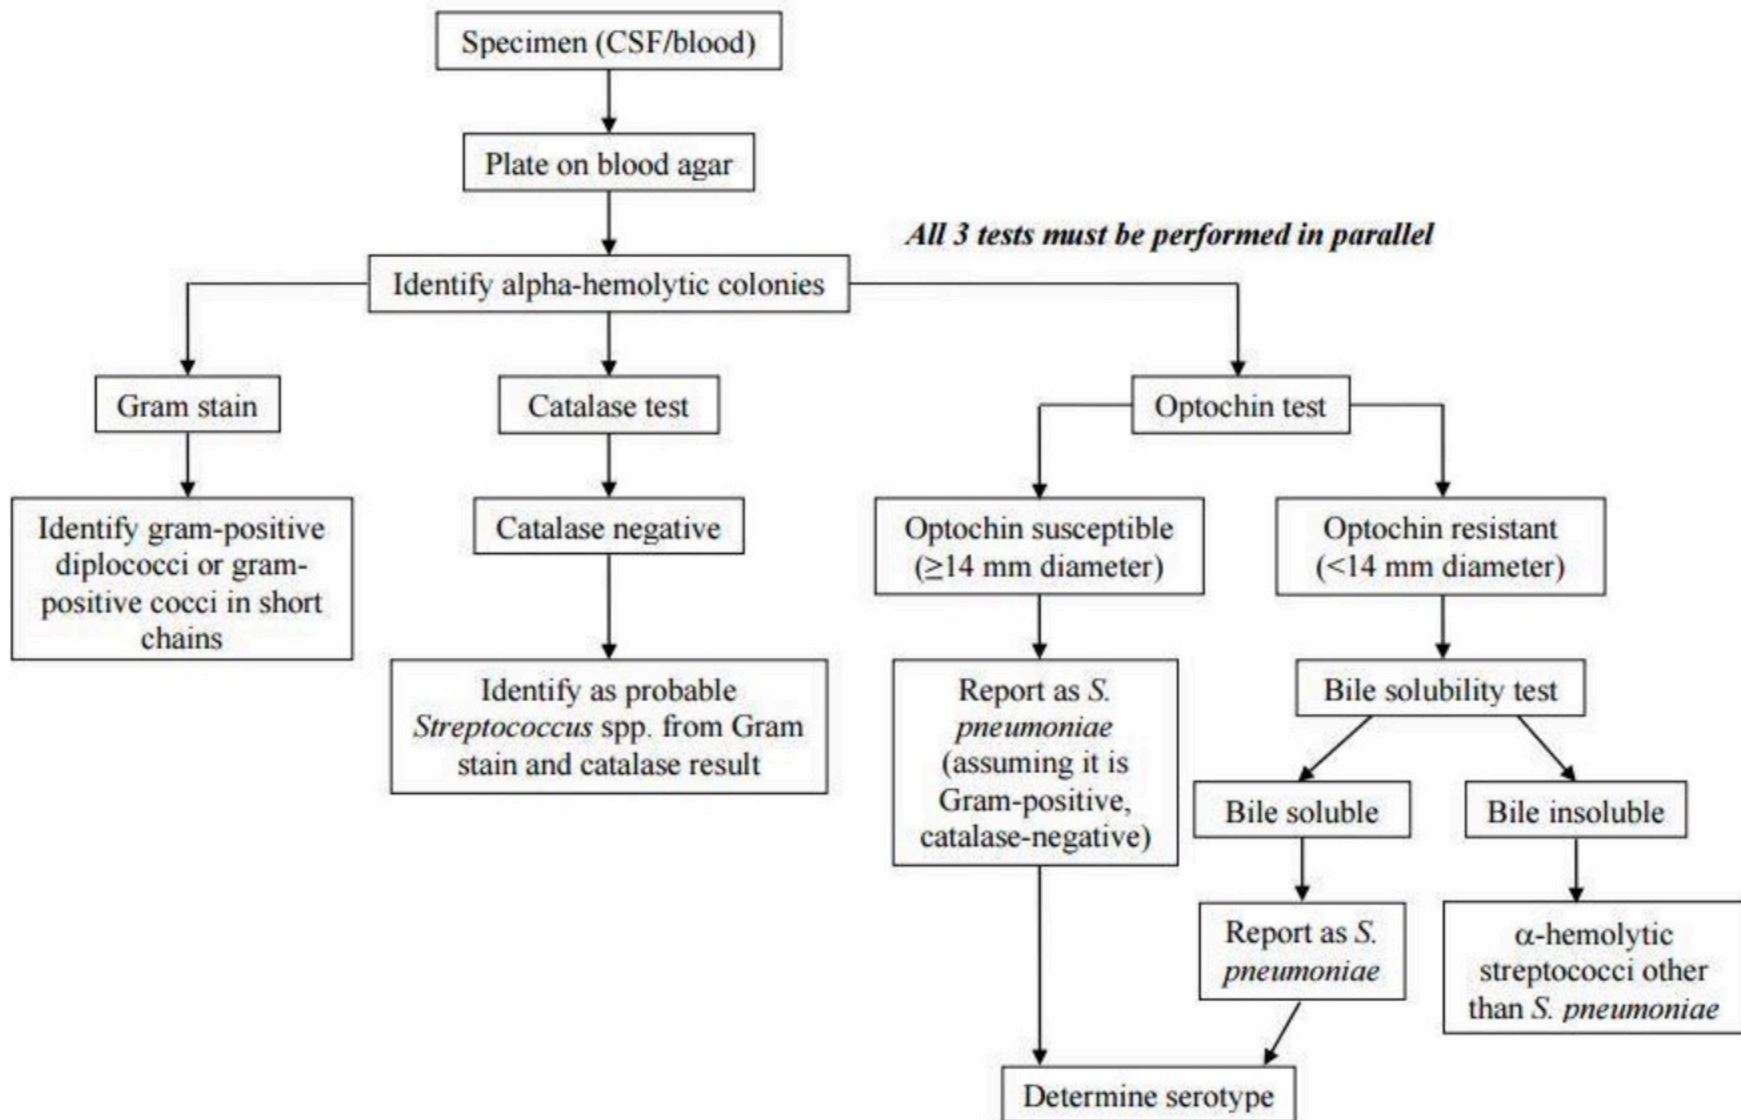 Specimen (CSF/blood)
Plate on blood agar
All 3 tests must be performed in parallel
Identify alpha-hemolytic colonies
Gram stain
Catalase test
Optochin test
Identify gram-positive
diplococci or gram-
positive cocci in short
chains
Catalase negative
Optochin susceptible
(≥14 mm diameter)
Optochin resistant
(<14 mm diameter)
Identify as probable
Streptococcus spp. from Gram
stain and catalase result
Report as S.
pneumoniae
(assuming it is
Gram-positive,
catalase-negative)
Bile solubility test
Bile soluble
Bile insoluble
Report as S.
pneumoniae
α-hemolytic
streptococci other
than S. pneumoniae
Determine serotype